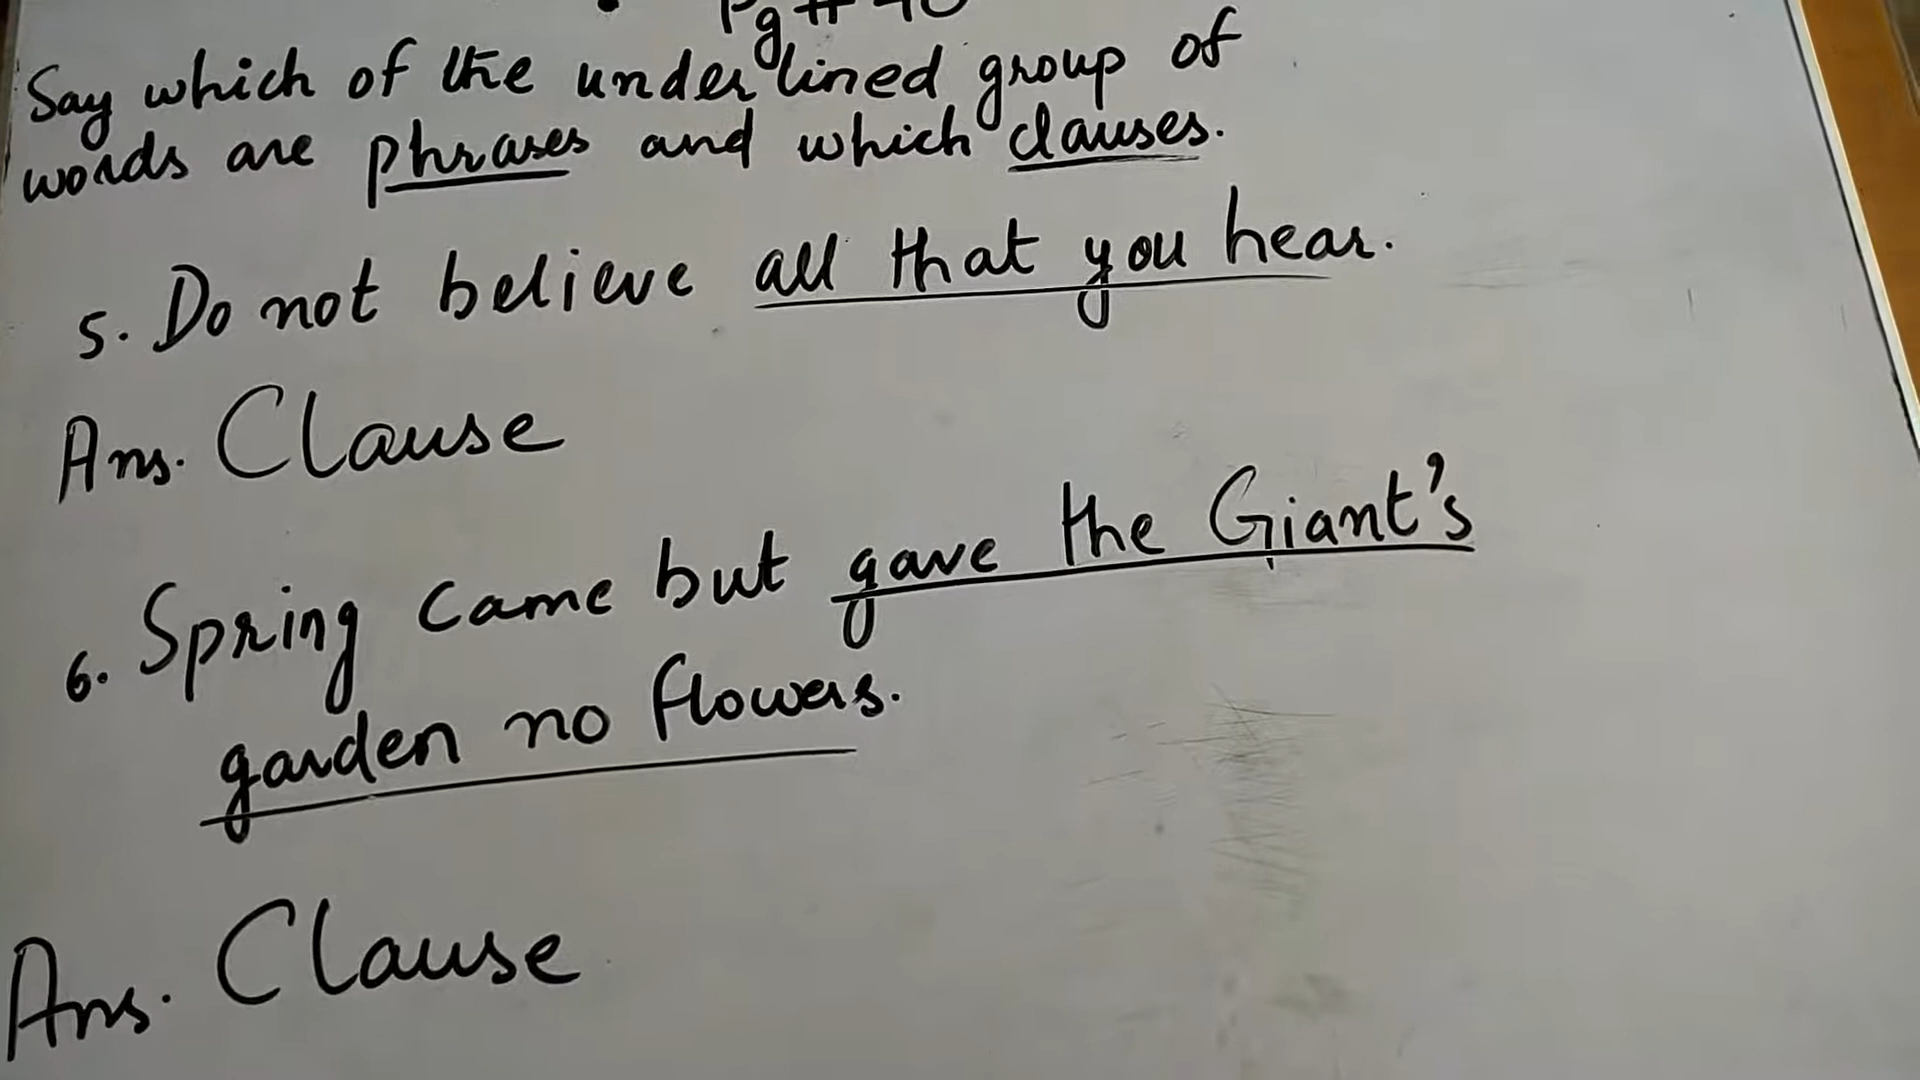 Say which of the underlined group of
words are phrases and which clauses.
5. Do not believe all that you hear.
Ans. Clause
6. Spring came but gave the Giant's
garden no flowers.
Ans. Clause